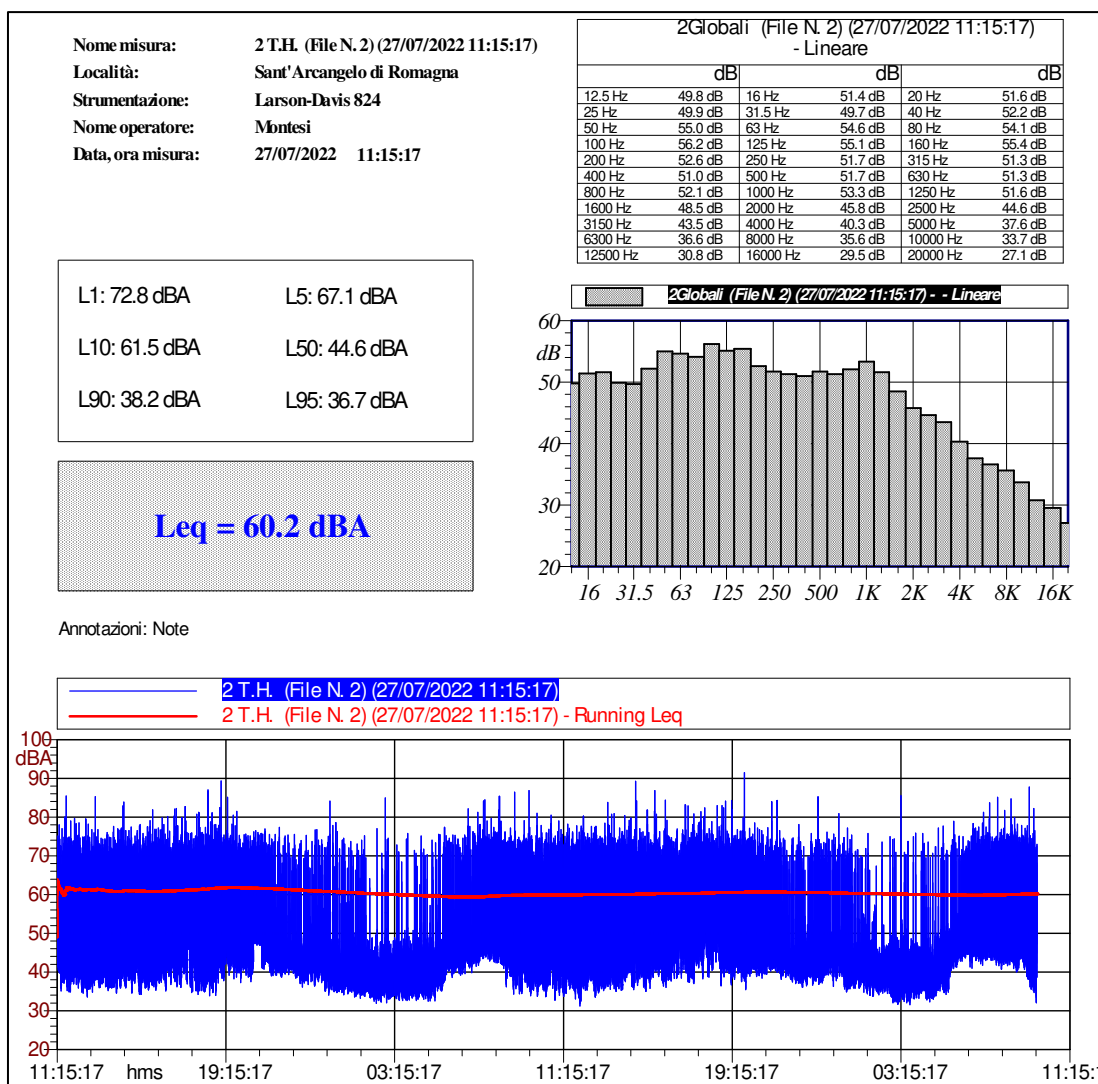 Nome misura: 2 T.H. (File N. 2) (27/07/2022 11:15:17)
Località: Sant'Arcangelo di Romagna
Strumentazione: Larson-Davis 824
Nome operatore: Montesi
Data, ora misura: 27/07/2022 11:15:17
2Globali (File N. 2) (27/07/2022 11:15:17)
- Lineare
dB dB dB
12.5 Hz 49.8 dB 16 Hz 51.4 dB 20 Hz 51.6 dB
25 Hz 49.9 dB 31.5 Hz 49.7 dB 40 Hz 52.2 dB
50 Hz 55.0 dB 63 Hz 54.6 dB 80 Hz 54.1 dB
100 Hz 56.2 dB 125 Hz 55.1 dB 160 Hz 55.4 dB
200 Hz 52.6 dB 250 Hz 51.7 dB 315 Hz 51.3 dB
400 Hz 51.0 dB 500 Hz 51.7 dB 630 Hz 51.3 dB
800 Hz 52.1 dB 1000 Hz 53.3 dB 1250 Hz 51.6 dB
1600 Hz 48.5 dB 2000 Hz 45.8 dB 2500 Hz 44.6 dB
3150 Hz 43.5 dB 4000 Hz 40.3 dB 5000 Hz 37.6 dB
6300 Hz 36.6 dB 8000 Hz 35.6 dB 10000 Hz 33.7 dB
12500 Hz 30.8 dB 16000 Hz 29.5 dB 20000 Hz 27.1 dB
L1: 72.8 dBA L5: 67.1 dBA
L10: 61.5 dBA L50: 44.6 dBA
L90: 38.2 dBA L95: 36.7 dBA
Leq = 60.2 dBA
2Globali (File N. 2) (27/07/2022 11:15:17) - - Lineare
60
dB
50
40
30
20
16 31.5 63 125 250 500 1K 2K 4K 8K 16K
Annotazioni: Note
2 T.H. (File N. 2) (27/07/2022 11:15:17)
2 T.H. (File N. 2) (27/07/2022 11:15:17) - Running Leq
100
dBA
90
80
70
60
50
40
30
20
11:15:17 hms 19:15:17 03:15:17 11:15:17 19:15:17 03:15:17